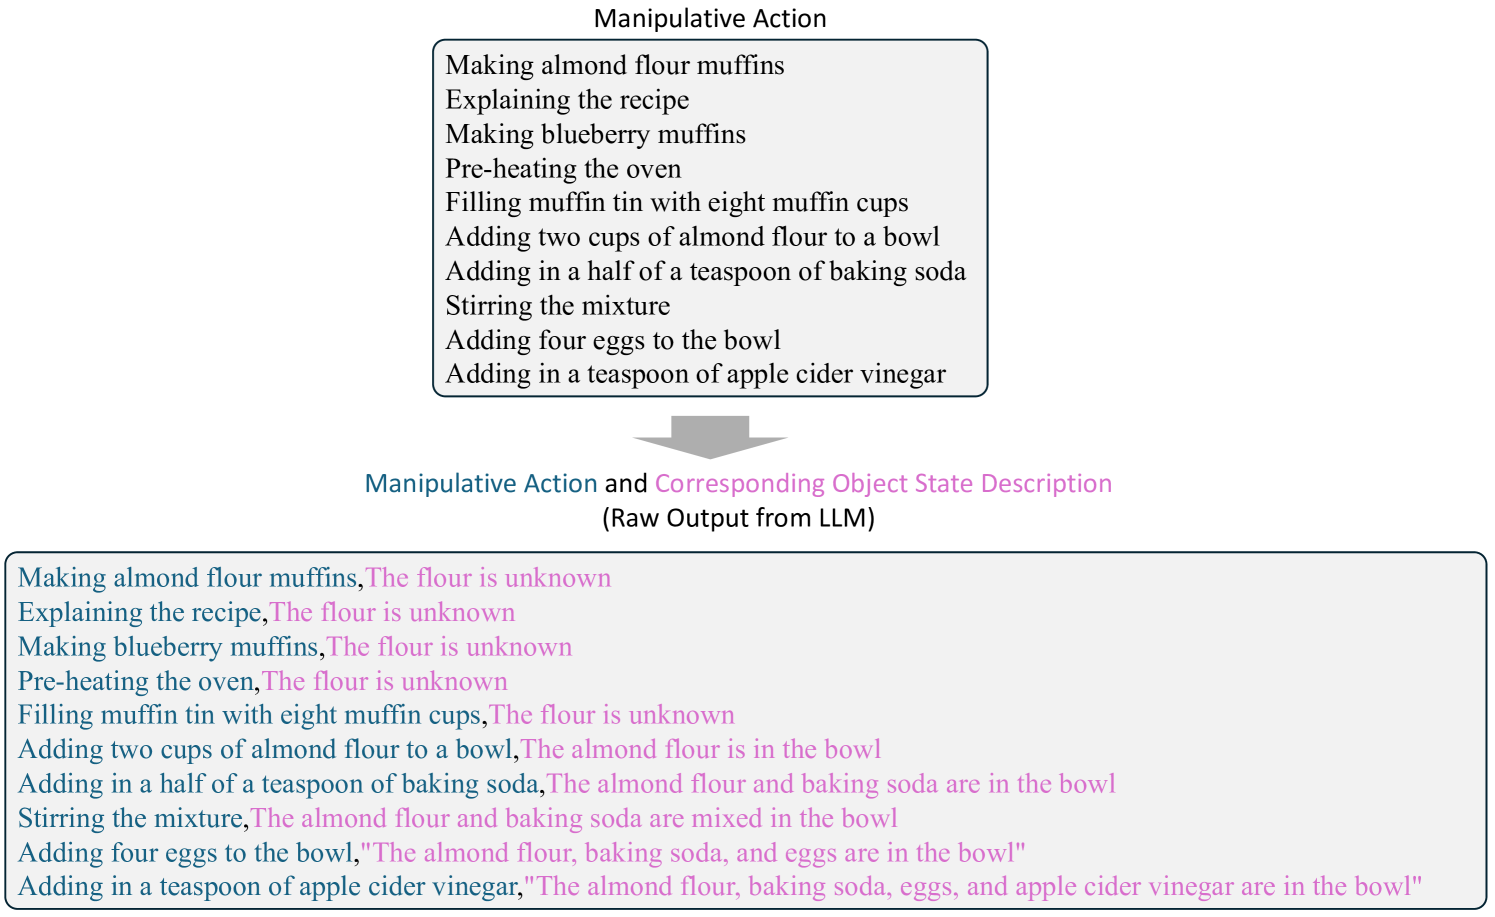 Manipulative Action
Making almond flour muffins
Explaining the recipe
Making blueberry muffins
Pre-heating the oven
Filling muffin tin with eight muffin cups
Adding two cups of almond flour to a bowl
Adding in a half of a teaspoon of baking soda
Stirring the mixture
Adding four eggs to the bowl
Adding in a teaspoon of apple cider vinegar
Manipulative Action and Corresponding Object State Description
(Raw Output from LLM)
Making almond flour muffins,The flour is unknown
Explaining the recipe,The flour is unknown
Making blueberry muffins,The flour is unknown
Pre-heating the oven,The flour is unknown
Filling muffin tin with eight muffin cups,The flour is unknown
Adding two cups of almond flour to a bowl,The almond flour is in the bowl
Adding in a half of a teaspoon of baking soda,The almond flour and baking soda are in the bowl
Stirring the mixture,The almond flour and baking soda are mixed in the bowl
Adding four eggs to the bowl,"The almond flour, baking soda, and eggs are in the bowl"
Adding in a teaspoon of apple cider vinegar,"The almond flour, baking soda, eggs, and apple cider vinegar are in the bowl"